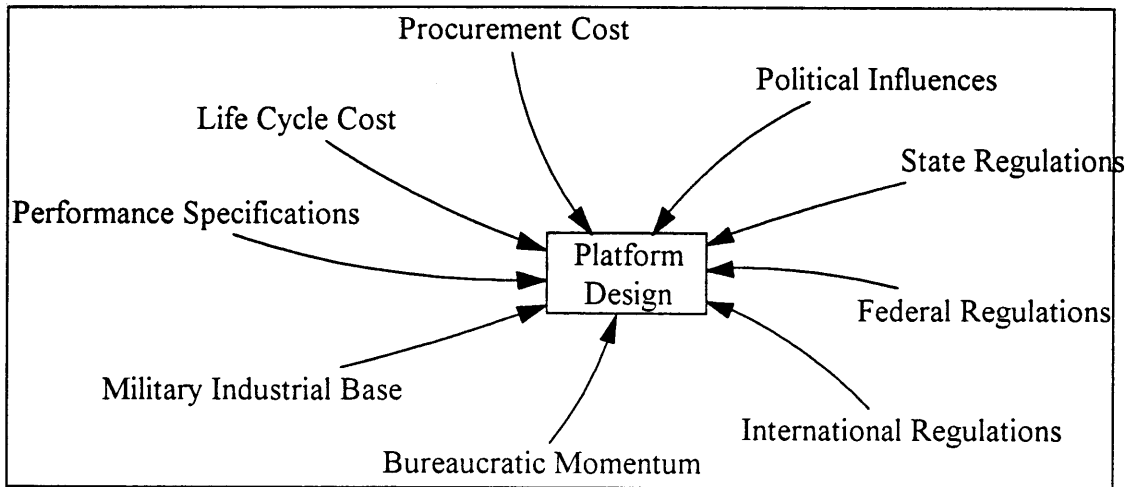 Procurement Cost
Political Influences
Life Cycle Cost
State Regulations
Performance Specifications
Platform
Design
Federal Regulations
Military Industrial Base
International Regulations
Bureaucratic Momentum